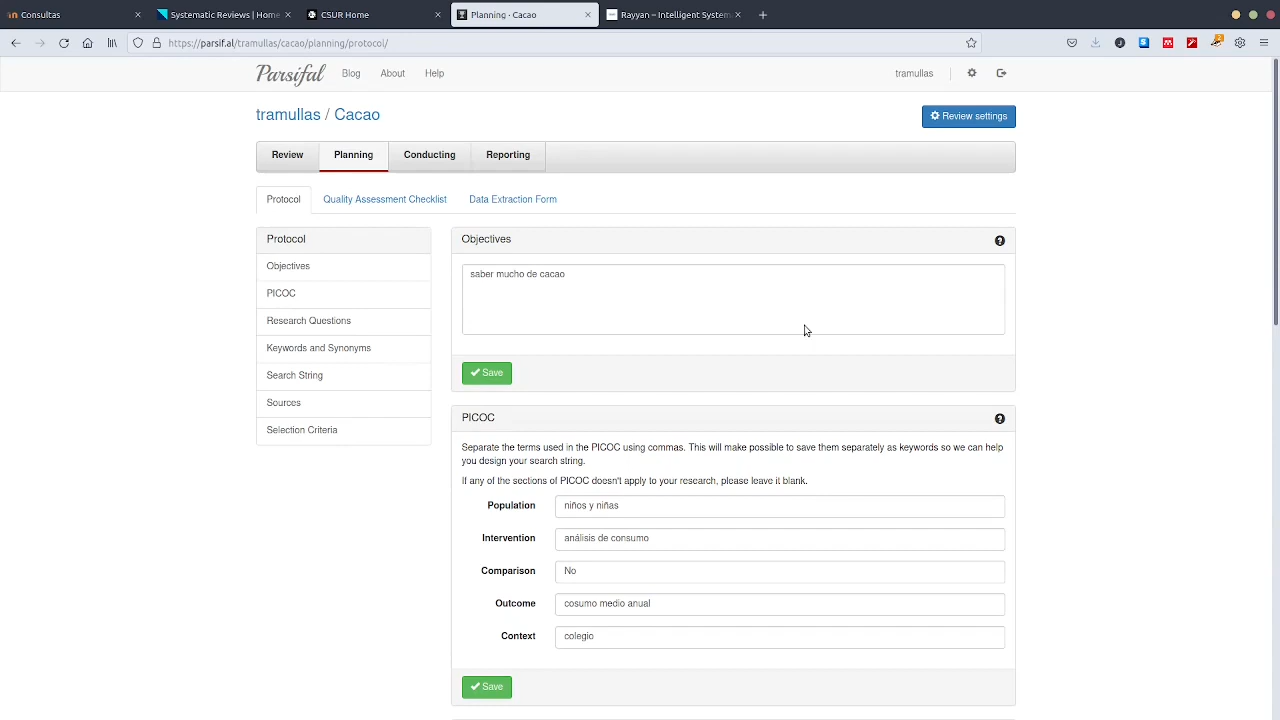 Consultas
Systematic Reviews | Home
CSUR Home
Planning · Cacao
Rayyan – Intelligent System
https://parsif.al/tramullas/cacao/planning/protocol/
Parsifal
Blog
About
Help
tramullas
tramullas / Cacao
Review settings
Review
Planning
Conducting
Reporting
Protocol
Quality Assessment Checklist
Data Extraction Form
Protocol
Objectives
PICOC
Research Questions
Keywords and Synonyms
Search String
Sources
Selection Criteria
Objectives
saber mucho de cacao
Save
PICOC
Separate the terms used in the PICOC using commas. This will make possible to save them separately as keywords so we can help
you design your search string.
If any of the sections of PICOC doesn't apply to your research, please leave it blank.
Population niños y niñas
Intervention análisis de consumo
Comparison No
Outcome cosumo medio anual
Context colegio
Save